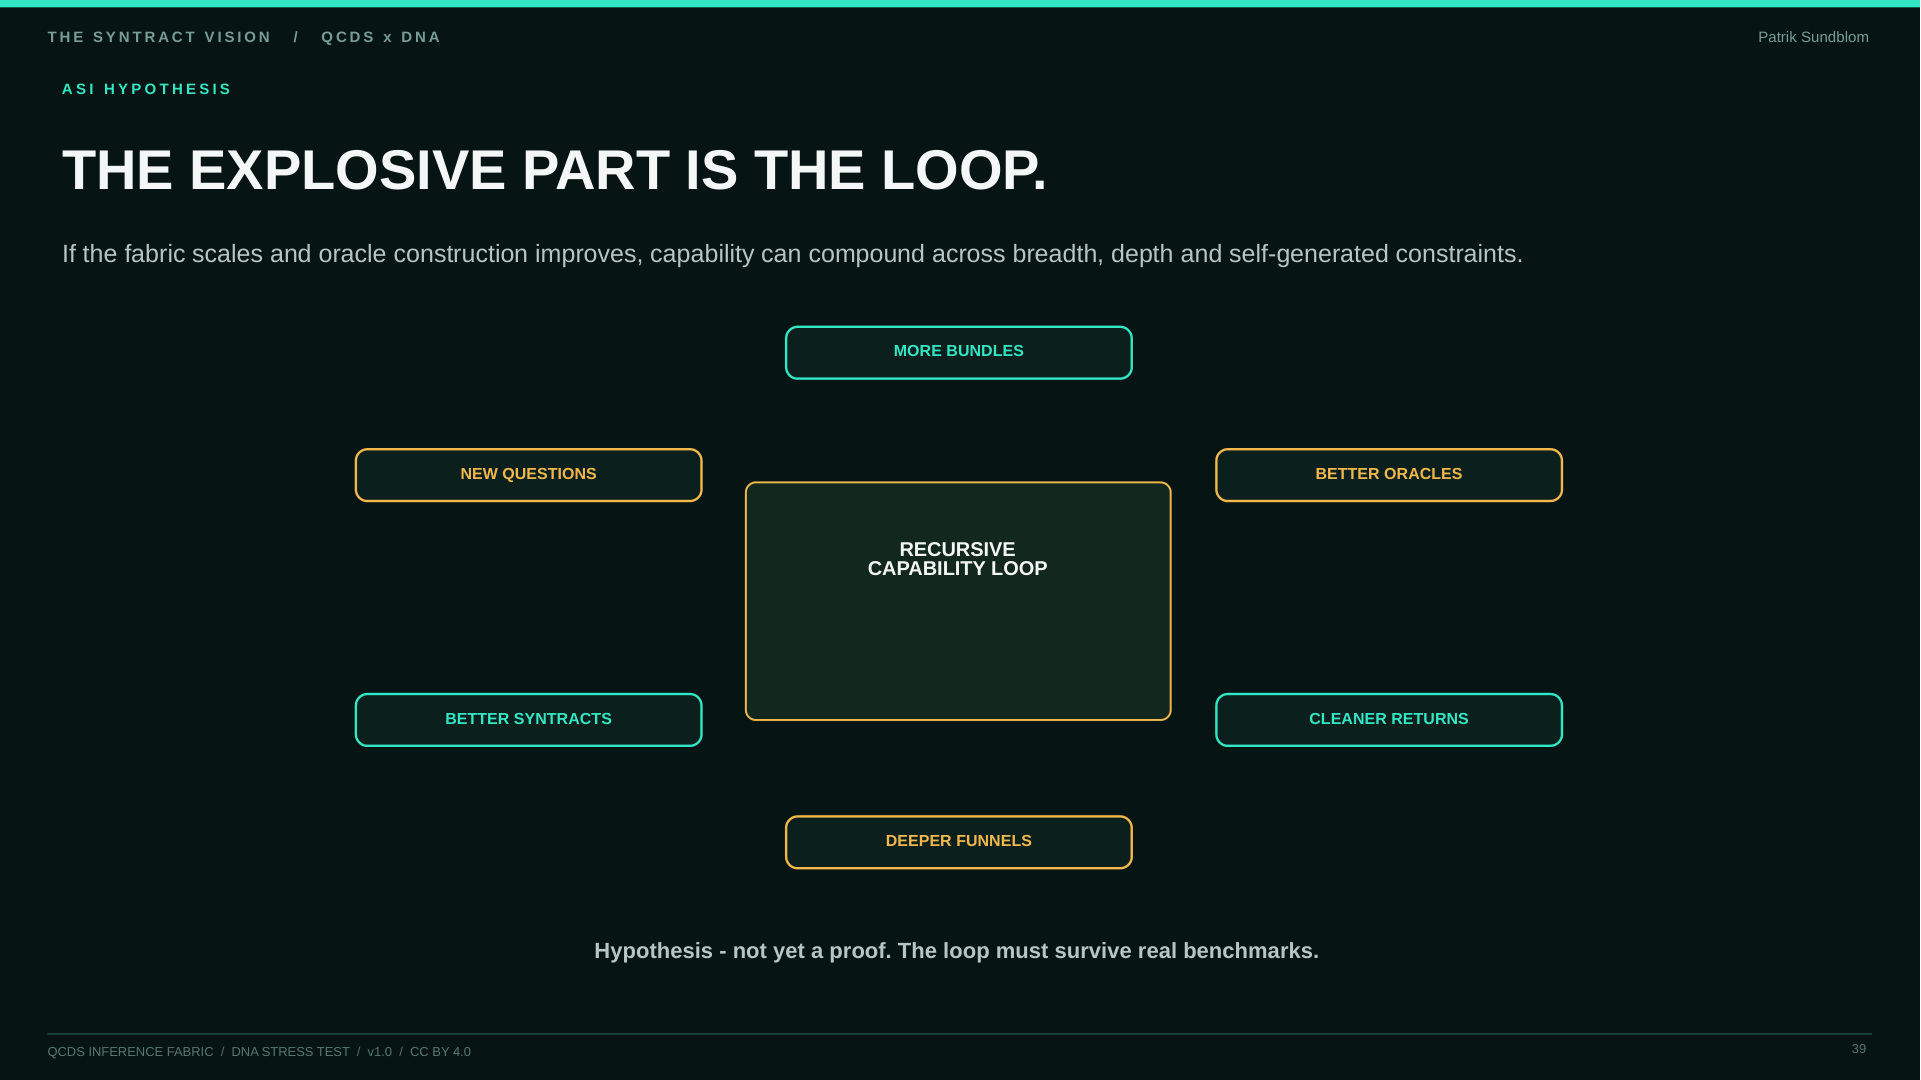 THE SYNTRACT VISION / QCDS x DNA
Patrik Sundblom
ASI HYPOTHESIS
THE EXPLOSIVE PART IS THE LOOP.
If the fabric scales and oracle construction improves, capability can compound across breadth, depth and self-generated constraints.
MORE BUNDLES
NEW QUESTIONS
BETTER ORACLES
RECURSIVE
CAPABILITY LOOP
BETTER SYNTRACTS
CLEANER RETURNS
DEEPER FUNNELS
Hypothesis - not yet a proof. The loop must survive real benchmarks.
QCDS INFERENCE FABRIC / DNA STRESS TEST / v1.0 / CC BY 4.0
39